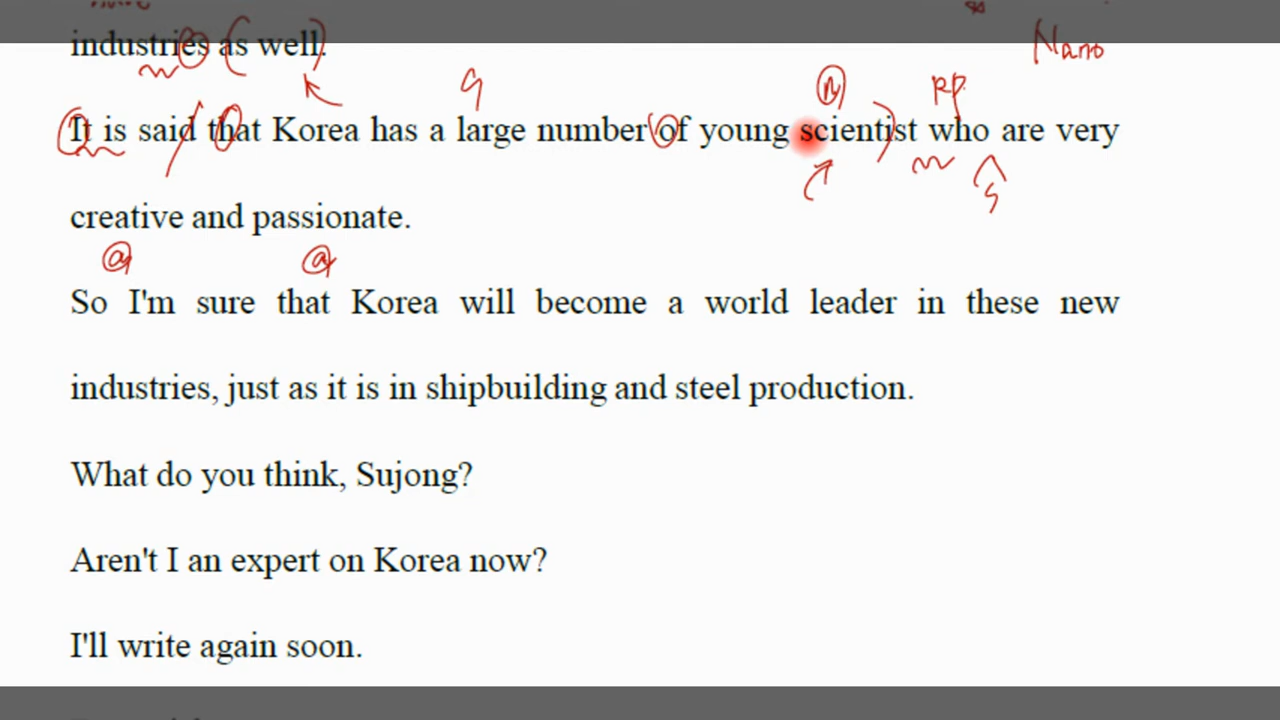 industries as well.
Nano
It is said that Korea has a large number of young scientist who are very
RP
creative and passionate.
So I'm sure that Korea will become a world leader in these new
industries, just as it is in shipbuilding and steel production.
What do you think, Sujong?
Aren't I an expert on Korea now?
I'll write again soon.